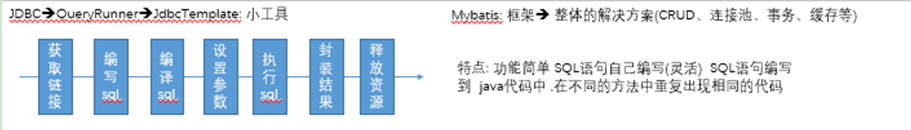 JDBC→QueryRunner→JdbcTemplate: 小工具
Mybatis: 框架→ 整体的解决方案(CRUD、连接池、事务、缓存等)
获取链接
编写sql
编译sql
设置参数
执行sql
封装结果
释放资源
特点: 功能简单 SQL语句自己编写(灵活) SQL语句编写
到 java代码中 .在不同的方法中重复出现相同的代码